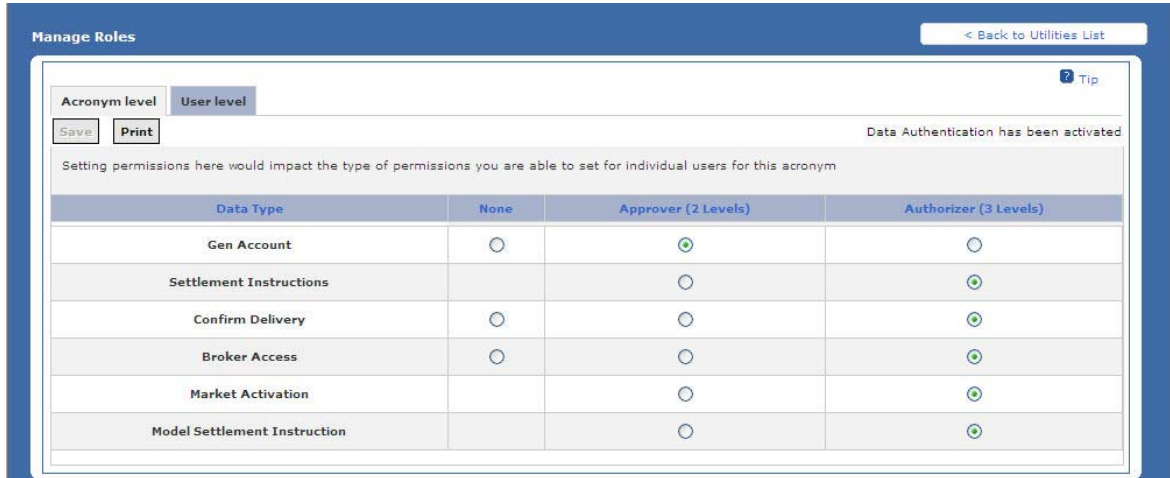 Manage Roles
< Back to Utilities List
? Tip
Acronym level User level
Save Print
Data Authentication has been activated
Setting permissions here would impact the type of permissions you are able to set for individual users for this acronym
Data Type None Approver (2 Levels) Authorizer (3 Levels)
Gen Account
Settlement Instructions
Confirm Delivery
Broker Access
Market Activation
Model Settlement Instruction